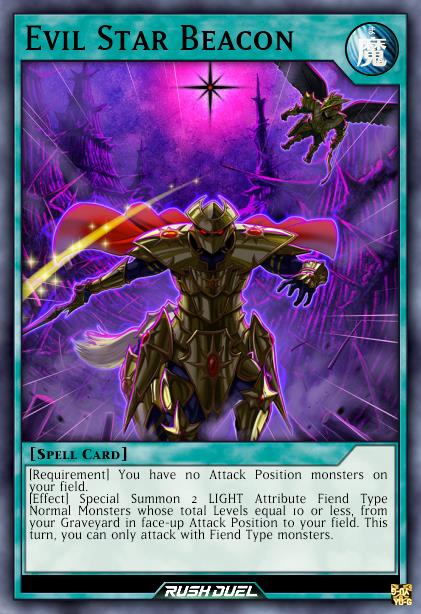 EVIL STAR BEACON
ま
魔
[SPELL CARD]
[Requirement] You have no Attack Position monsters on
your field.
[Effect] Special Summon 2 LIGHT Attribute Fiend Type
Normal Monsters whose total Levels equal 10 or less, from
your Graveyard in face-up Attack Position to your field. This
turn, you can only attack with Fiend Type monsters.
RUSH DUEL